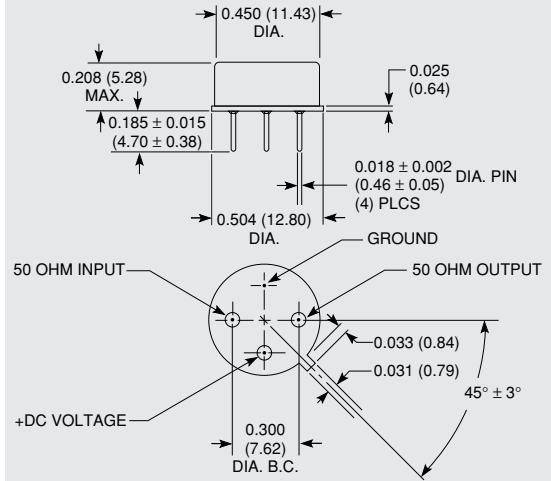 0.450 (11.43)
DIA.
0.208 (5.28)
MAX.
0.025
(0.64)
0.185 ± 0.015
(4.70 ± 0.38)
0.018 ± 0.002
(0.46 ± 0.05)
(4) PLCS
DIA. PIN
0.504 (12.80)
DIA.
GROUND
50 OHM INPUT
50 OHM OUTPUT
0.033 (0.84)
0.031 (0.79)
45° ± 3°
+DC VOLTAGE
0.300
(7.62)
DIA. B.C.